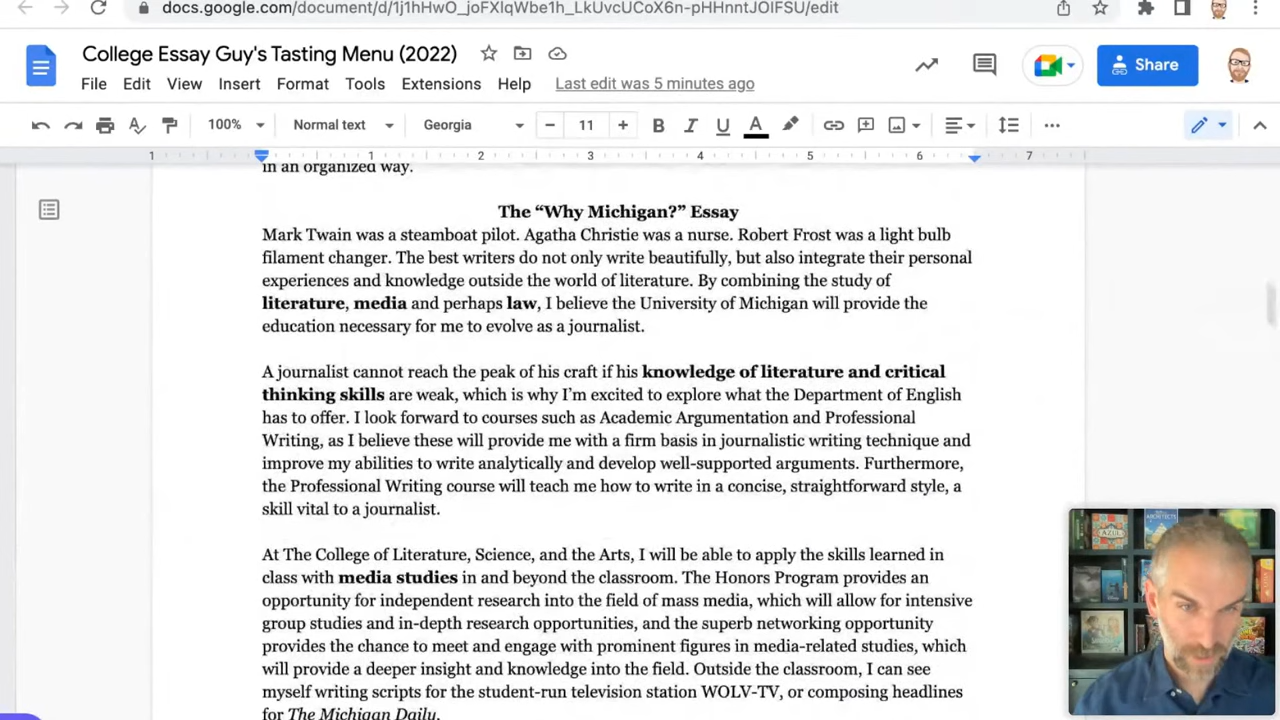 docs.google.com/document/d/1j1hHwO_joFXlqWbe1h_LkUvcUCoX6n-pHHnntJOIFSU/edit
College Essay Guy's Tasting Menu (2022)
File Edit View Insert Format Tools Extensions Help Last edit was 5 minutes ago
Share
100% Normal text Georgia 11
1 1 2 3 4 5 6 7
in an organized way.
The “Why Michigan?” Essay
Mark Twain was a steamboat pilot. Agatha Christie was a nurse. Robert Frost was a light bulb
filament changer. The best writers do not only write beautifully, but also integrate their personal
experiences and knowledge outside the world of literature. By combining the study of
literature, media and perhaps law, I believe the University of Michigan will provide the
education necessary for me to evolve as a journalist.
A journalist cannot reach the peak of his craft if his knowledge of literature and critical
thinking skills are weak, which is why I’m excited to explore what the Department of English
has to offer. I look forward to courses such as Academic Argumentation and Professional
Writing, as I believe these will provide me with a firm basis in journalistic writing technique and
improve my abilities to write analytically and develop well-supported arguments. Furthermore,
the Professional Writing course will teach me how to write in a concise, straightforward style, a
skill vital to a journalist.
At The College of Literature, Science, and the Arts, I will be able to apply the skills learned in
class with media studies in and beyond the classroom. The Honors Program provides an
opportunity for independent research into the field of mass media, which will allow for intensive
group studies and in-depth research opportunities, and the superb networking opportunity
provides the chance to meet and engage with prominent figures in media-related studies, which
will provide a deeper insight and knowledge into the field. Outside the classroom, I can see
myself writing scripts for the student-run television station WOLV-TV, or composing headlines
for The Michigan Daily.
AZUL